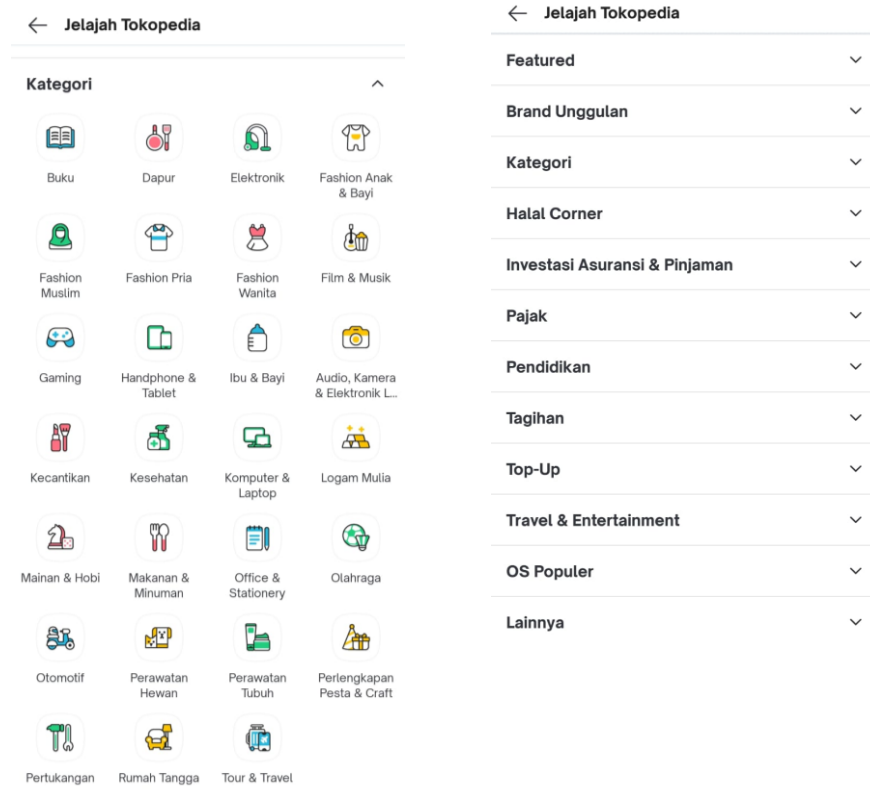 Jelajah Tokopedia
Kategori
Buku
Dapur
Elektronik
Fashion Anak
& Bayi
Fashion
Muslim
Fashion Pria
Fashion
Wanita
Film & Musik
Gaming
Handphone &
Tablet
Ibu & Bayi
Audio, Kamera
& Elektronik L...
Kecantikan
Kesehatan
Komputer &
Laptop
Logam Mulia
Mainan & Hobi
Makanan &
Minuman
Office &
Stationery
Olahraga
Otomotif
Perawatan
Hewan
Perawatan
Tubuh
Perlengkapan
Pesta & Craft
Pertukangan
Rumah Tangga
Tour & Travel
Jelajah Tokopedia
Featured
Brand Unggulan
Kategori
Halal Corner
Investasi Asuransi & Pinjaman
Pajak
Pendidikan
Tagihan
Top-Up
Travel & Entertainment
OS Populer
Lainnya